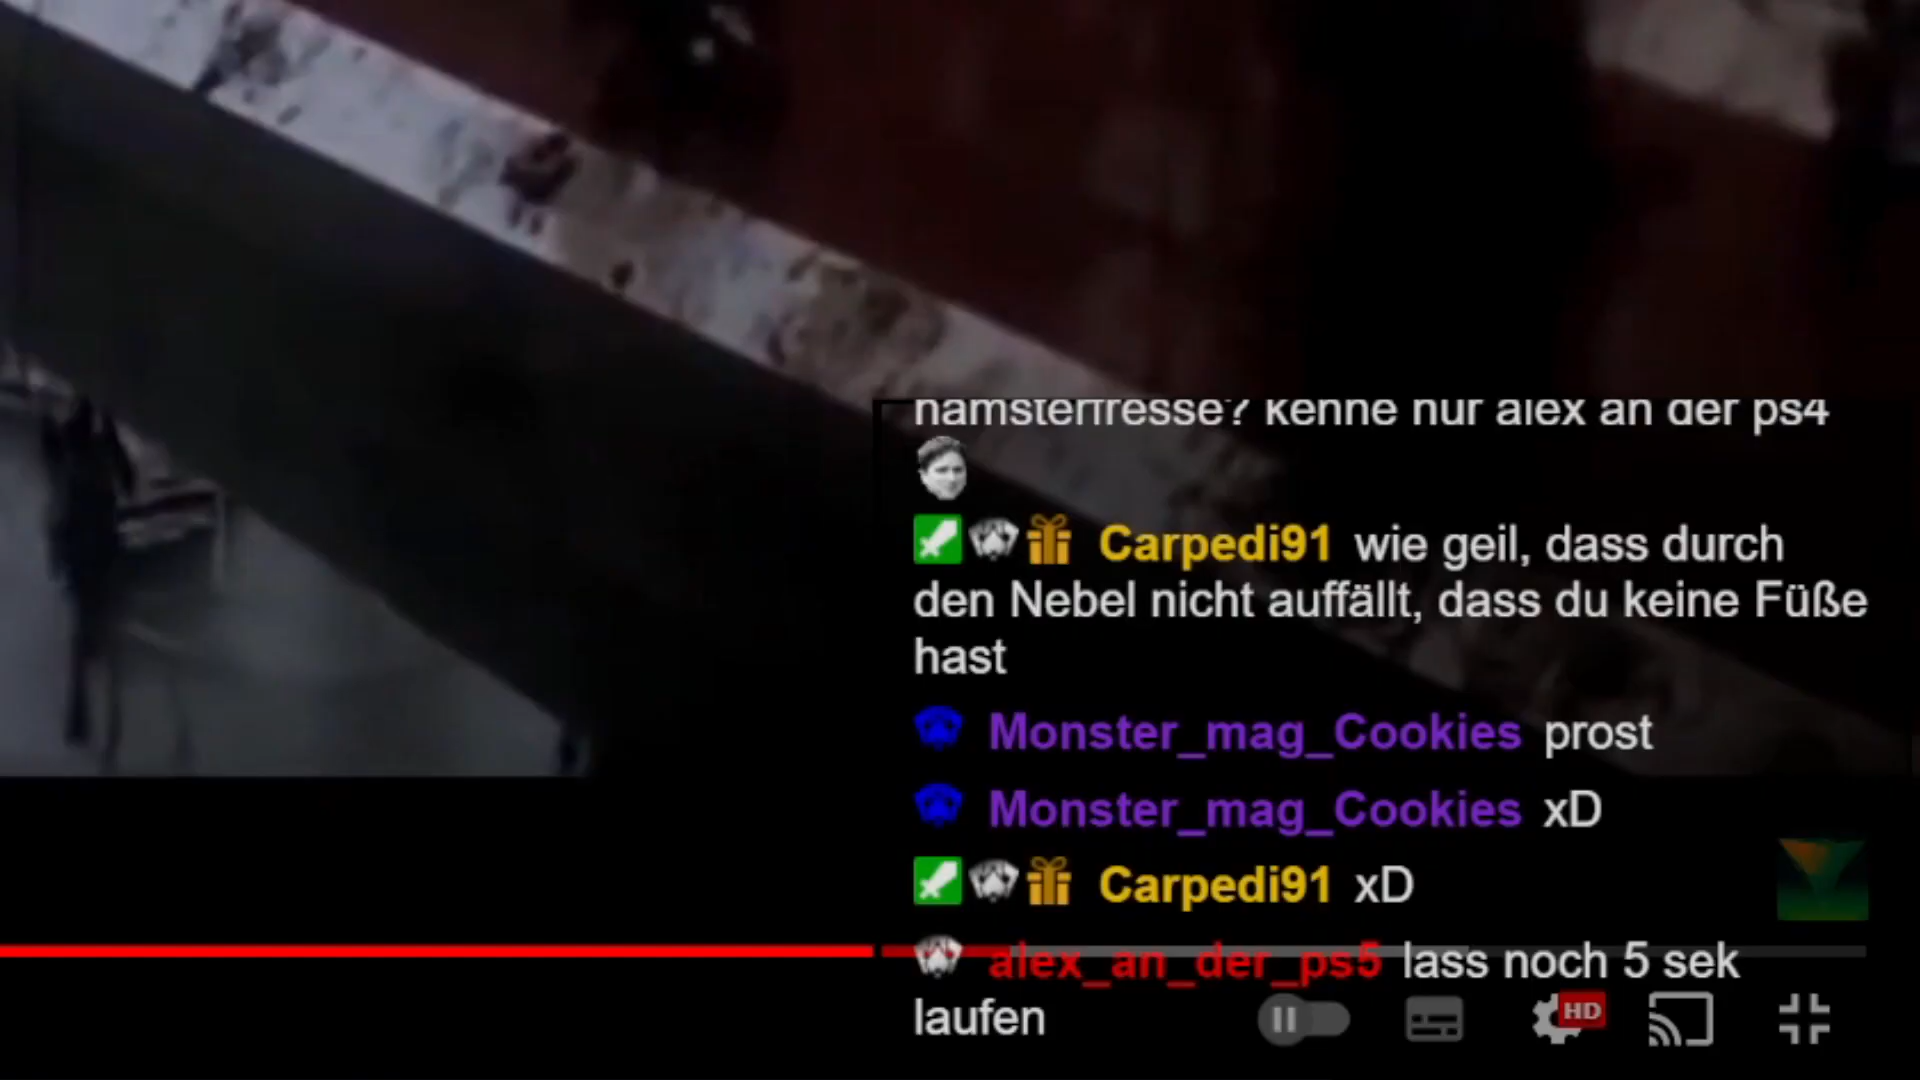 hamsterfresse? kenne nur alex an der ps4
Carpedi91 wie geil, dass durch
den Nebel nicht auffällt, dass du keine Füße
hast
Monster_mag_Cookies prost
Monster_mag_Cookies xD
Carpedi91 xD
alex_an_der_ps5 lass noch 5 sek
laufen
HD